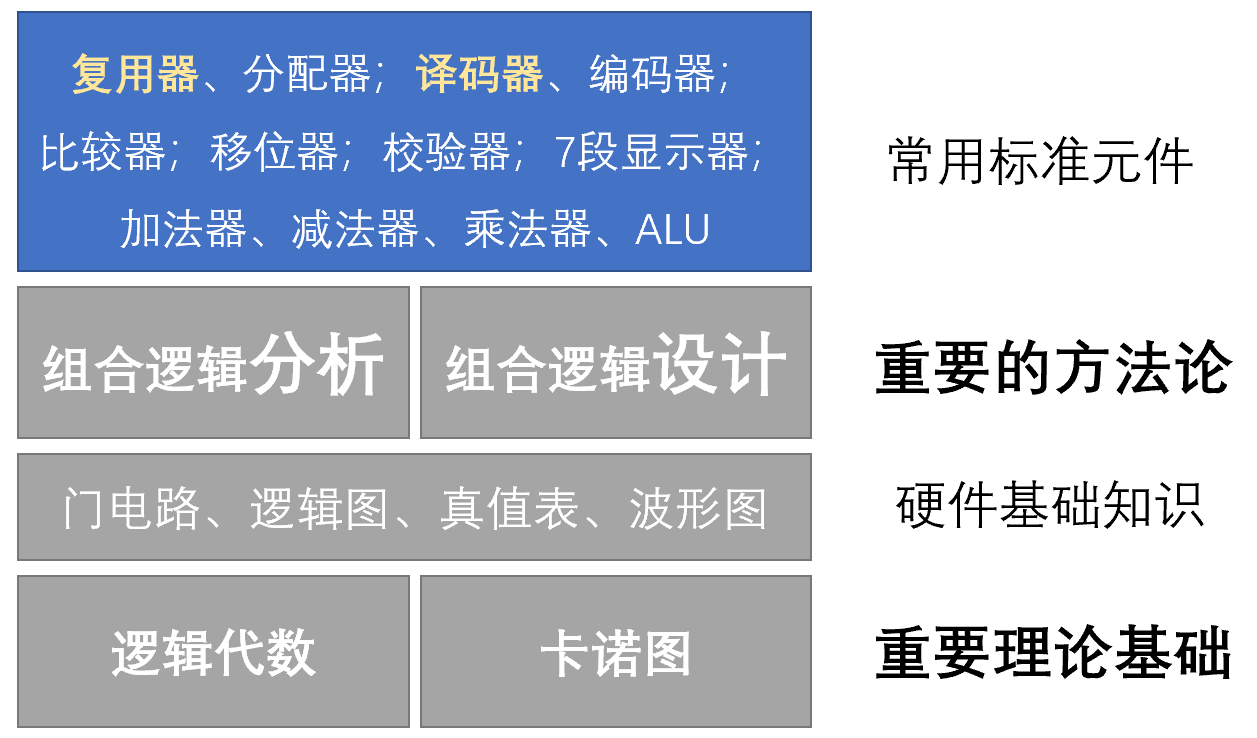 复用器、分配器；译码器、编码器；
比较器；移位器；校验器；7段显示器；
加法器、减法器、乘法器、ALU
常用标准元件
组合逻辑分析
组合逻辑设计
重要的方法论
门电路、逻辑图、真值表、波形图
硬件基础知识
逻辑代数
卡诺图
重要理论基础